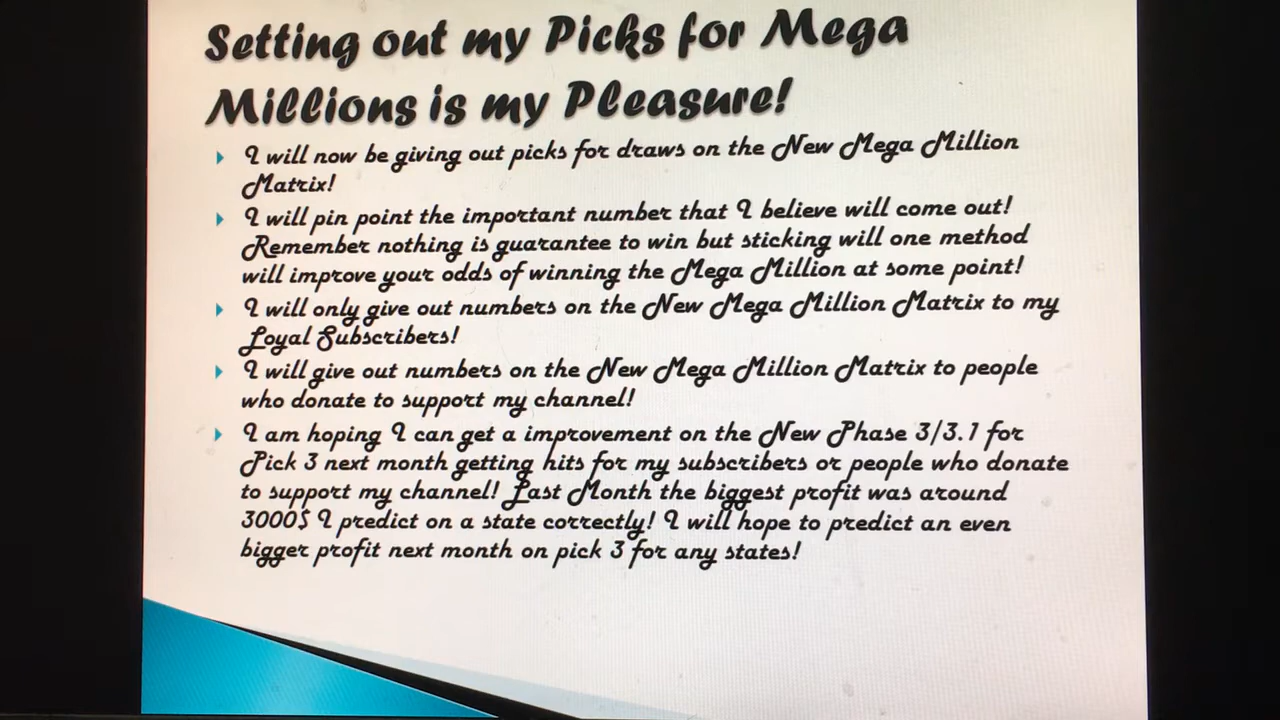 Setting out my Picks for Mega
Millions is my Pleasure!
I will now be giving out picks for draws on the New Mega Million
Matrix!
I will pin point the important number that I believe will come out!
Remember nothing is guarantee to win but sticking will one method
will improve your odds of winning the Mega Million at some point!
I will only give out numbers on the New Mega Million Matrix to my
Loyal Subscribers!
I will give out numbers on the New Mega Million Matrix to people
who donate to support my channel!
I am hoping I can get a improvement on the New Phase 3/3.1 for
Pick 3 next month getting hits for my subscribers or people who donate
to support my channel! Last Month the biggest profit was around
3000$ I predict on a state correctly! I will hope to predict an even
bigger profit next month on pick 3 for any states!